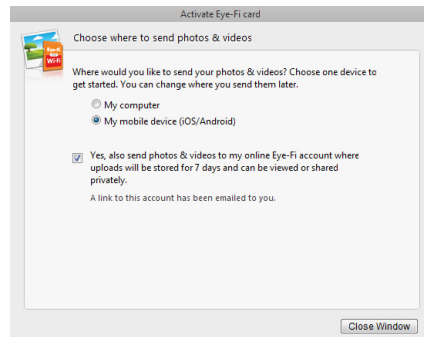 Activate Eye-Fi card
Choose where to send photos & videos
Eye-Fi
Wi-Fi
Where would you like to send your photos & videos? Choose one device to
get started. You can change where you send them later.
My computer
My mobile device (iOS/Android)
Yes, also send photos & videos to my online Eye-Fi account where
uploads will be stored for 7 days and can be viewed or shared
privately.
A link to this account has been emailed to you.
Close Window